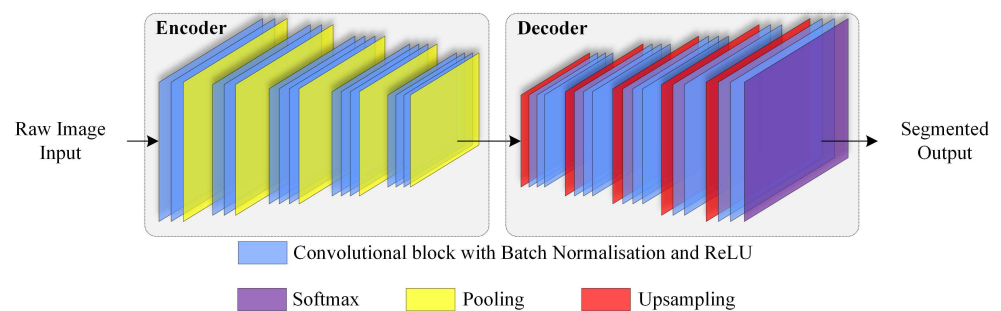 Encoder
Decoder
Raw Image
Input
Segmented
Output
Convolutional block with Batch Normalisation and ReLU
Softmax
Pooling
Upsampling